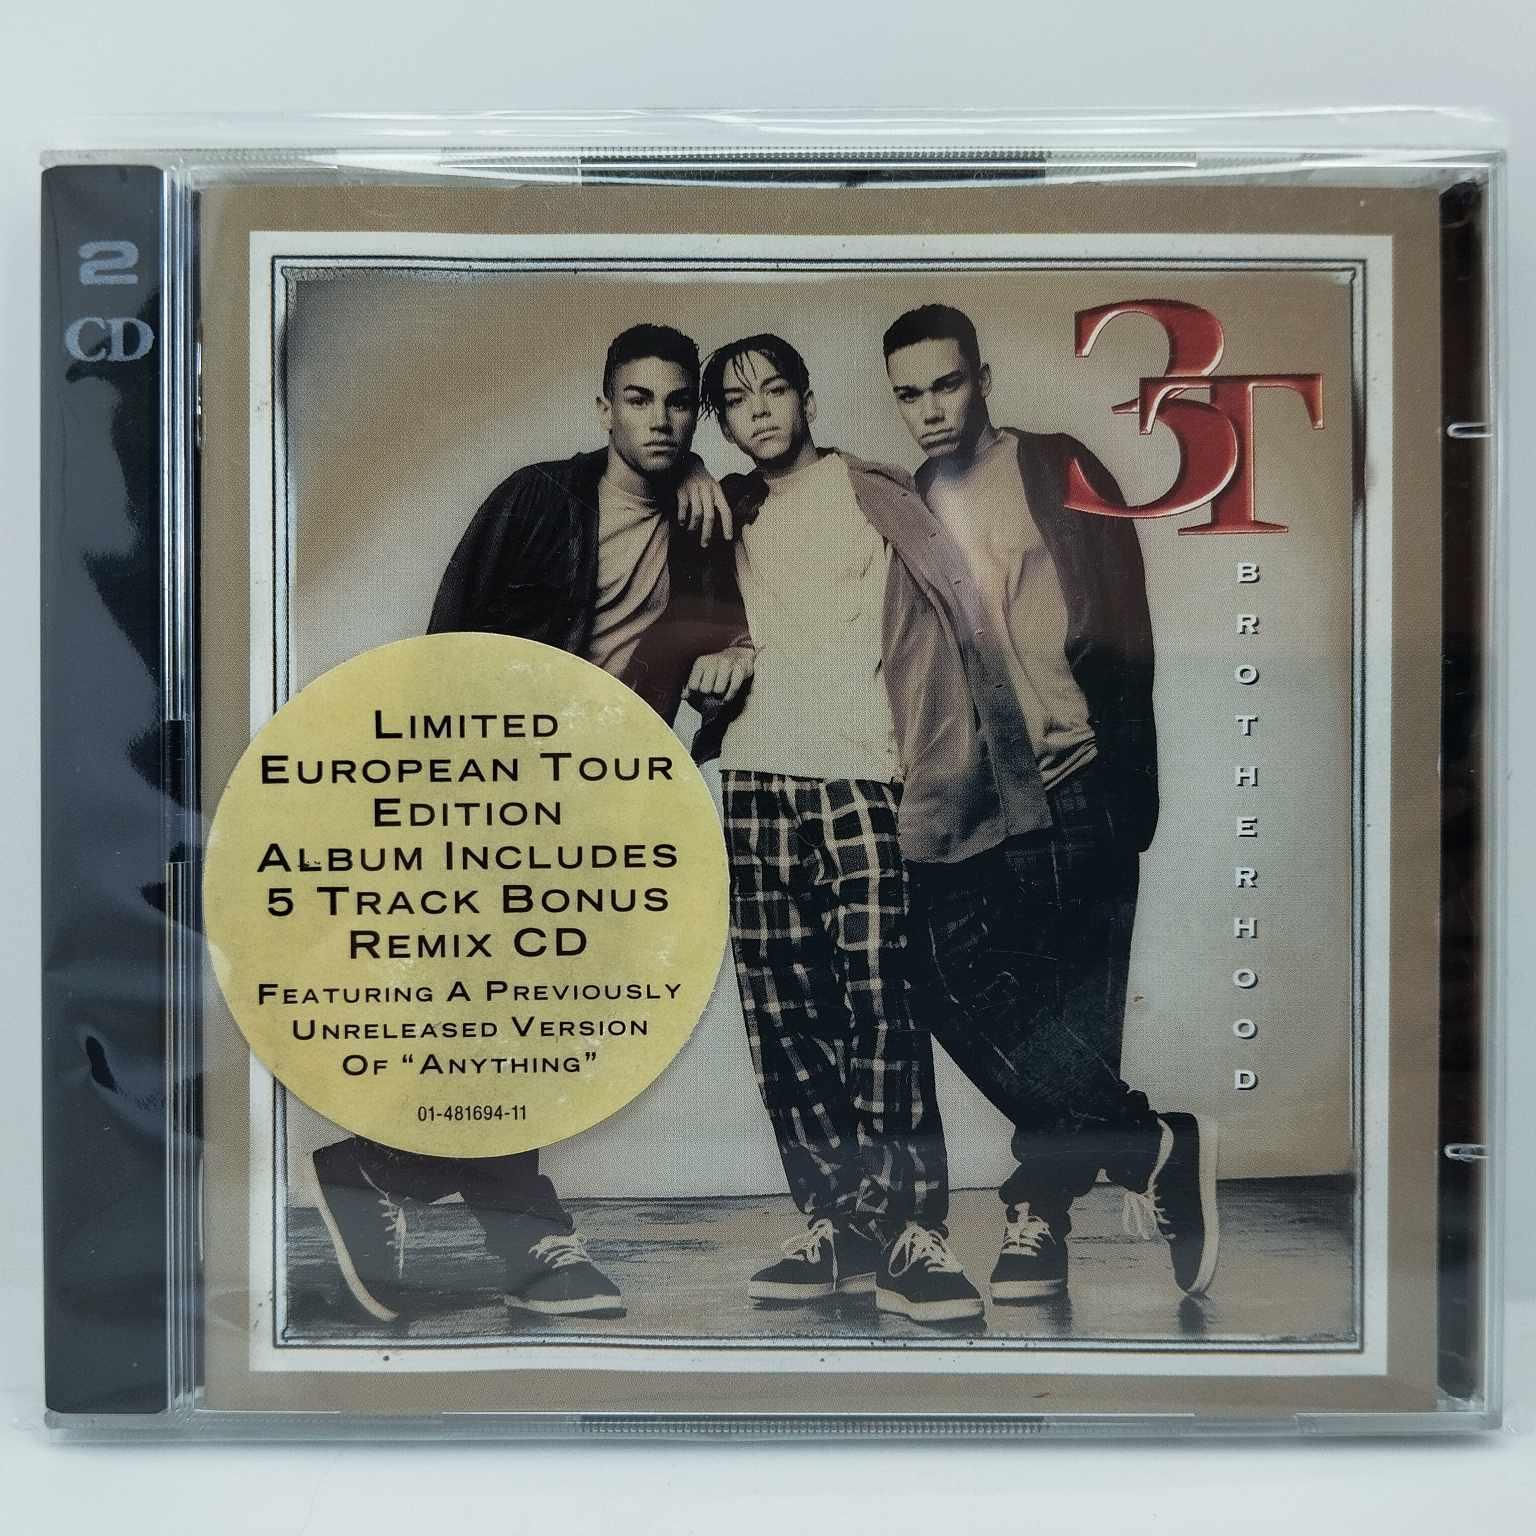 2
CD
3T
BROTHERHOOD
LIMITED
EUROPEAN TOUR
EDITION
ALBUM INCLUDES
5 TRACK BONUS
REMIX CD
FEATURING A PREVIOUSLY
UNRELEASED VERSION
OF “ANYTHING”
01-481694-11